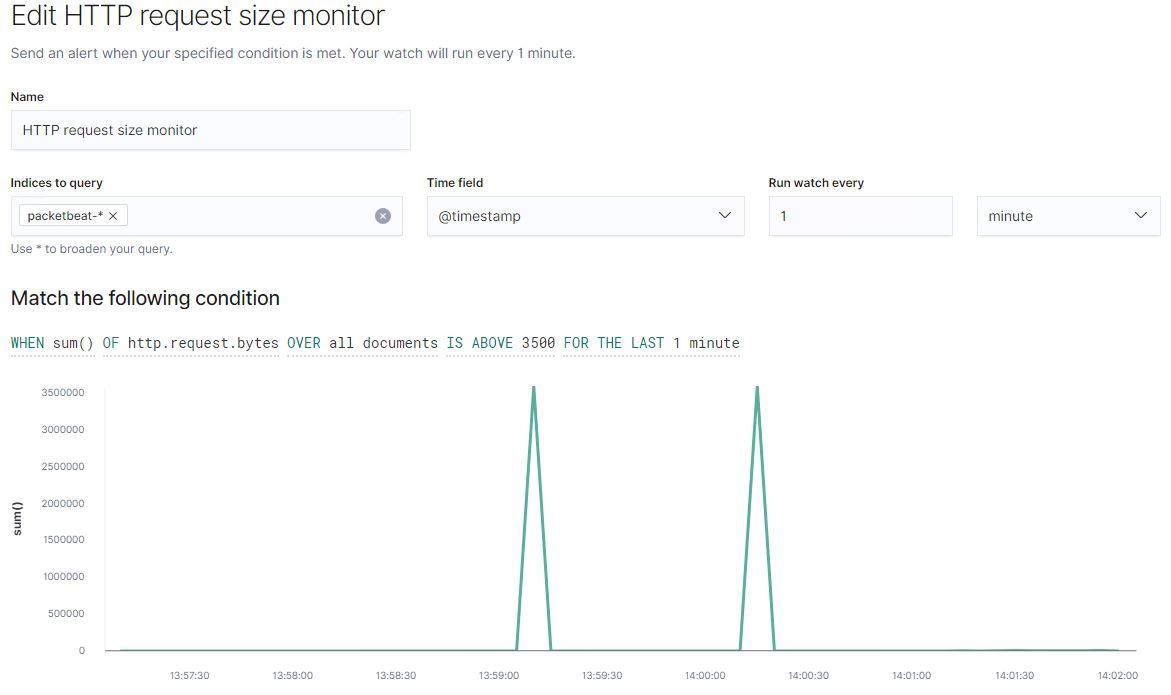 Edit HTTP request size monitor
Send an alert when your specified condition is met. Your watch will run every 1 minute.
Name
HTTP request size monitor
Indices to query
Time field
Run watch every
packetbeat-*
@timestamp
1
minute
Use * to broaden your query.
Match the following condition
WHEN sum() OF http.request.bytes OVER all documents IS ABOVE 3500 FOR THE LAST 1 minute
3500000
3000000
2500000
2000000
1500000
1000000
500000
0
sum()
13:57:30 13:58:00 13:58:30 13:59:00 13:59:30 14:00:00 14:00:30 14:01:00 14:01:30 14:02:00